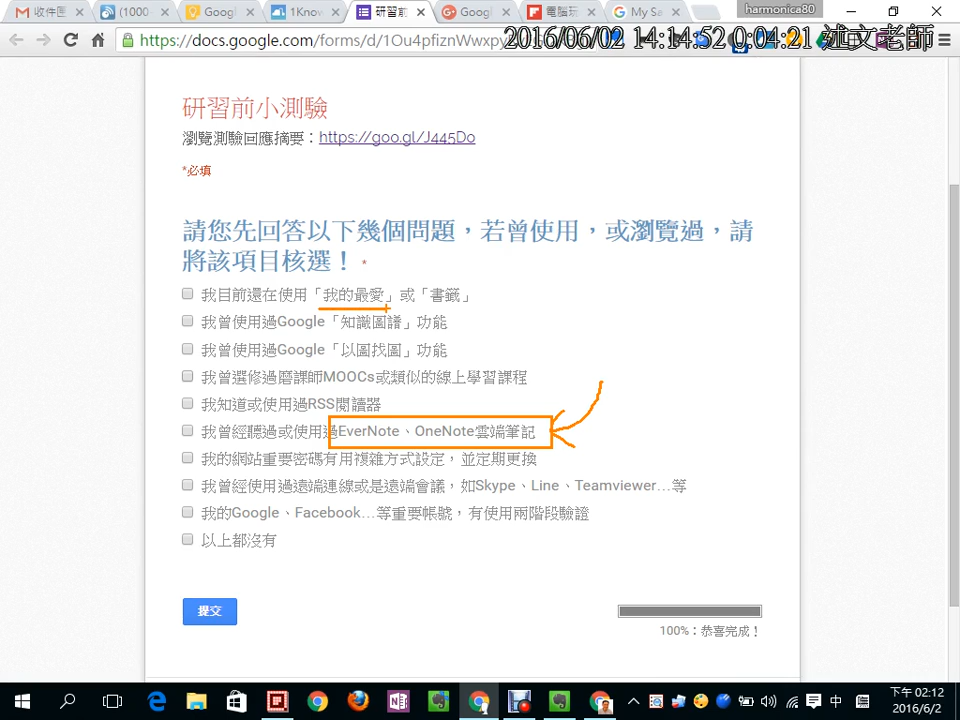 收件匣
(1000
Googl
1Know
研習前
Googl
電腦玩
My Se
harmonica80
https://docs.google.com/forms/d/1Ou4pfiznWwxpy
2016/06/02 14:14:52 0:04:21 述文老師
研習前小測驗
瀏覽測驗回應摘要：https://goo.gl/J445Do
*必填
請您先回答以下幾個問題，若曾使用，或瀏覽過，請
將該項目核選！ *
我目前還在使用「我的最愛」或「書籤」
我曾使用過Google「知識圖譜」功能
我曾使用過Google「以圖找圖」功能
我曾選修過磨課師MOOCs或類似的線上學習課程
我知道或使用過RSS閱讀器
我曾經聽過或使用過EverNote、OneNote雲端筆記
我的網站重要密碼有用複雜方式設定，並定期更換
我曾經使用過遠端連線或是遠端會議，如Skype、Line、Teamviewer...等
我的Google、Facebook...等重要帳號，有使用兩階段驗證
以上都沒有
提交
100%：恭喜完成！
中
下午 02:12
2016/6/2